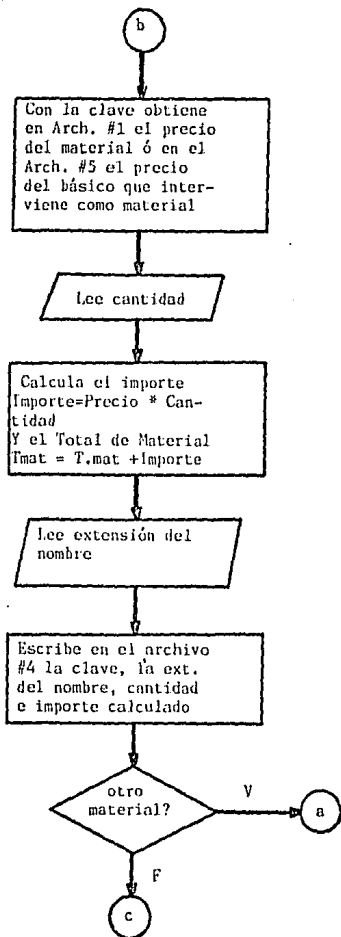 b
Con la clave obtiene
en Arch. #1 el precio
del material ó en el
Arch. #5 el precio
del básico que inter-
viene como material
Lee cantidad
Calcula el importe
Importe=Precio * Can-
tidad
Y el Total de Material
Tmat = T.mat +Importe
Lee extensión del
nombre
Escribe en el archivo
#4 la clave, la ext.
del nombre, cantidad
e importe calculado
otro
material?
V
a
F
c